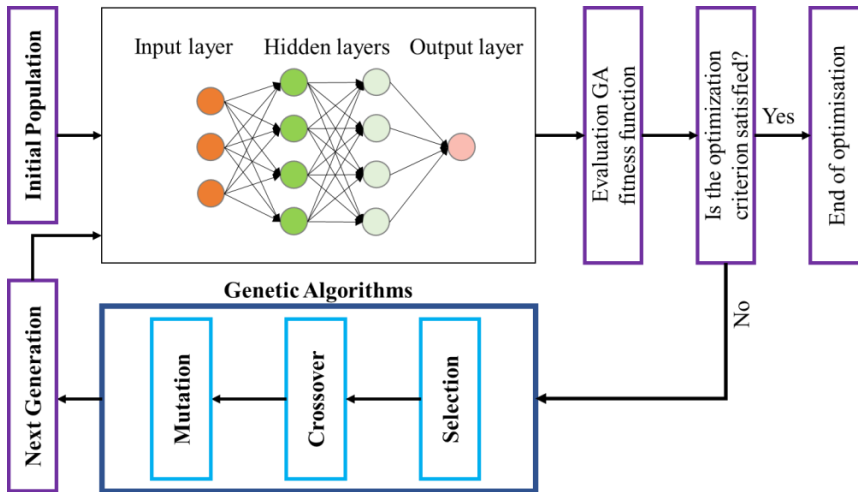 Initial Population
Input layer
Hidden layers
Output layer
Evaluation GA
fitness function
Is the optimization
criterion satisfied?
Yes
End of optimisation
No
Genetic Algorithms
Selection
Crossover
Mutation
Next Generation